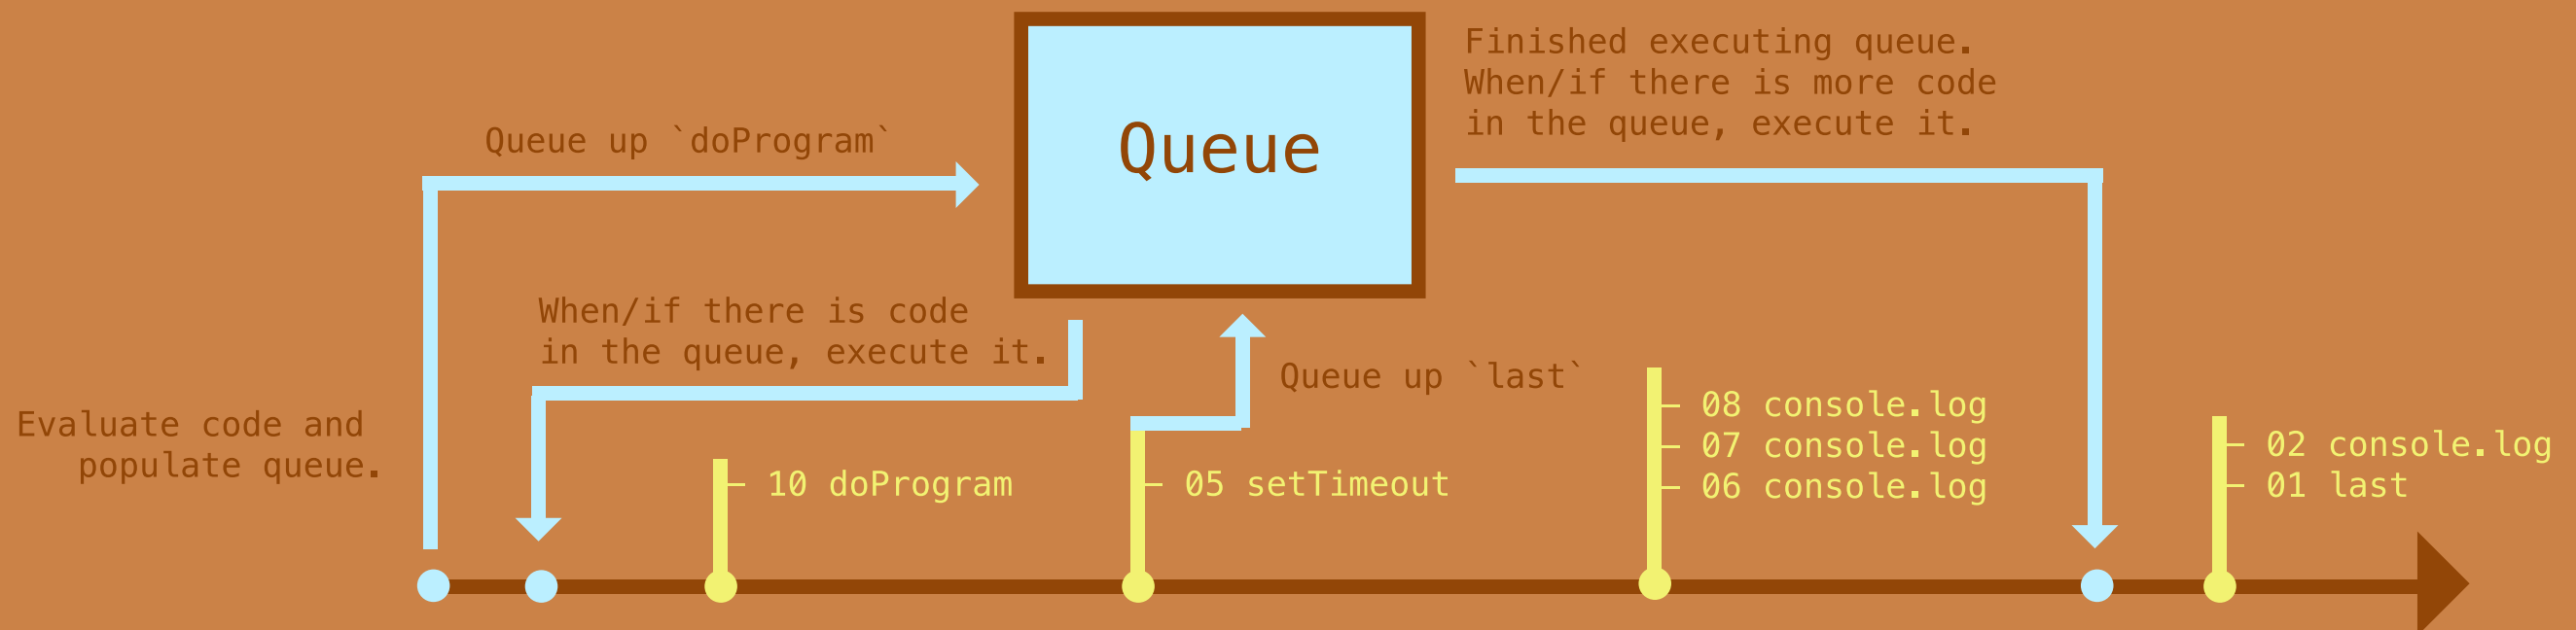 Queue
Finished executing queue.
When/if there is more code
in the queue, execute it.
Queue up `doProgram`
When/if there is code
in the queue, execute it.
Queue up `last`
Evaluate code and
populate queue.
10 doProgram
05 setTimeout
08 console.log
07 console.log
06 console.log
02 console.log
01 last